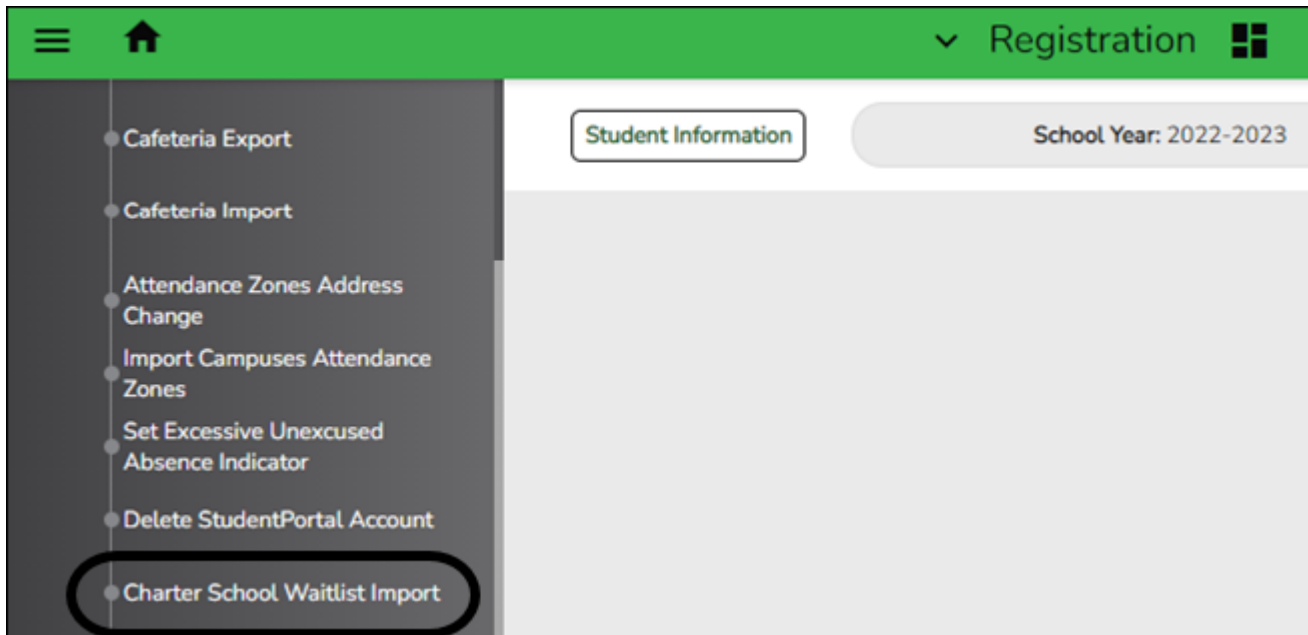 Registration
Student Information
School Year: 2022-2023
Cafeteria Export
Cafeteria Import
Attendance Zones Address
Change
Import Campuses Attendance
Zones
Set Excessive Unexcused
Absence Indicator
Delete StudentPortal Account
Charter School Waitlist Import